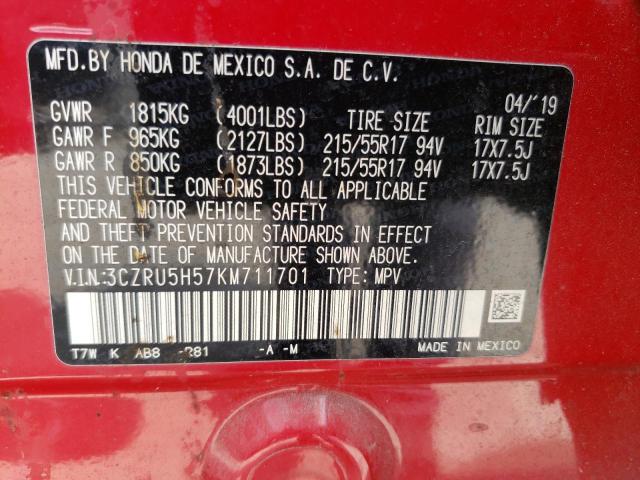 MFD.BY HONDA DE MEXICO S.A. DE C.V.
04/'19
GVWR 1815KG (4001LBS) TIRE SIZE RIM SIZE
GAWR F 965KG (2127LBS) 215/55R17 94V 17X7.5J
GAWR R 850KG (1873LBS) 215/55R17 94V 17X7.5J
THIS VEHICLE CONFORMS TO ALL APPLICABLE
FEDERAL MOTOR VEHICLE SAFETY
AND THEFT PREVENTION STANDARDS IN EFFECT
ON THE DATE OF MANUFACTURE SHOWN ABOVE.
V.I.N:3CZRU5H57KM711701 TYPE: MPV
T7W K AB8 -R81 -A -M MADE IN MEXICO